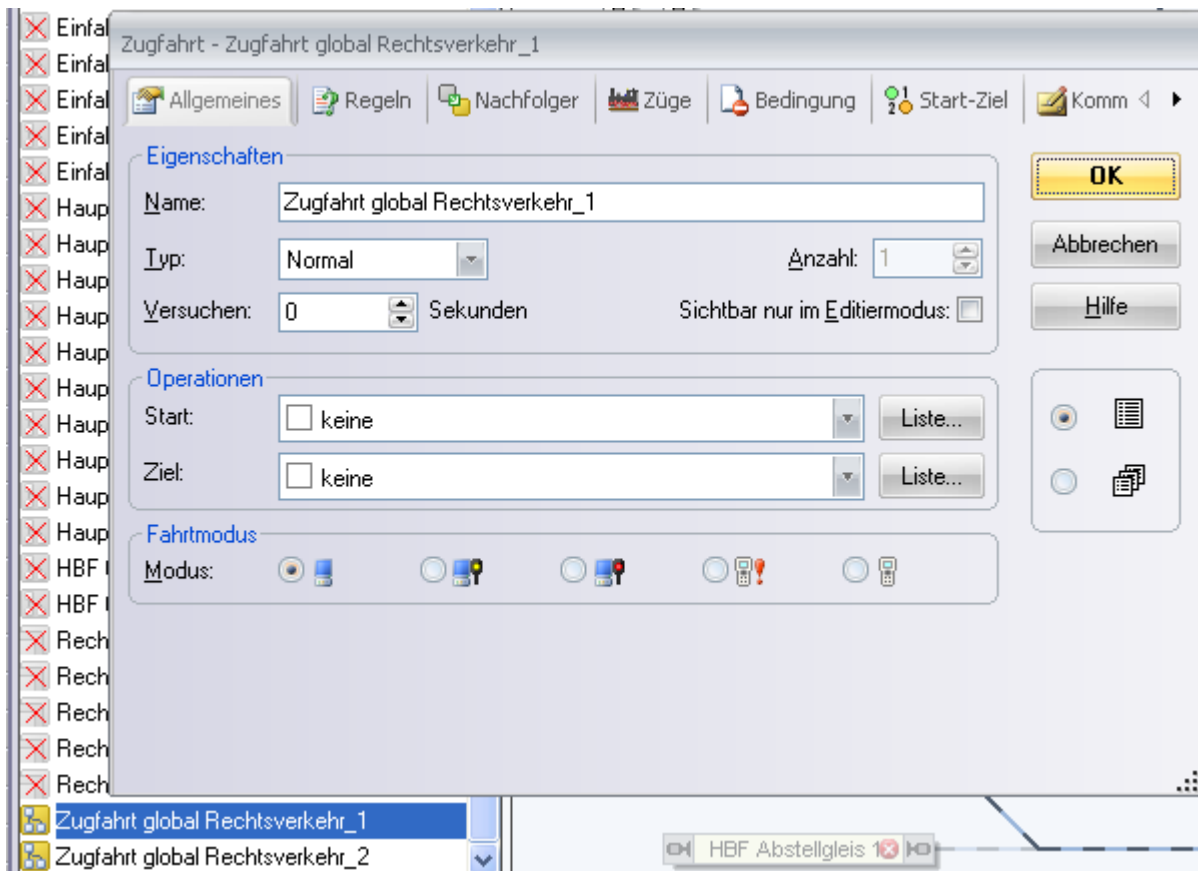 Einfal
Einfal
Einfal
Einfal
Einfal
Haup
Haup
Haup
Haup
Haup
Haup
Haup
Haup
Haup
Haup
HBF
HBF
Rech
Rech
Rech
Rech
Rech
Zugfahrt global Rechtsverkehr_1
Zugfahrt global Rechtsverkehr_2
Zugfahrt - Zugfahrt global Rechtsverkehr_1
Allgemeines Regeln Nachfolger Züge Bedingung Start-Ziel Komm
Eigenschaften
Name: Zugfahrt global Rechtsverkehr_1
Typ: Normal Anzahl: 1
Versuchen: 0 Sekunden Sichtbar nur im Editiermodus:
Operationen
Start: keine Liste...
Ziel: keine Liste...
Fahrtmodus
Modus:
OK
Abbrechen
Hilfe
HBF Abstellgleis 1